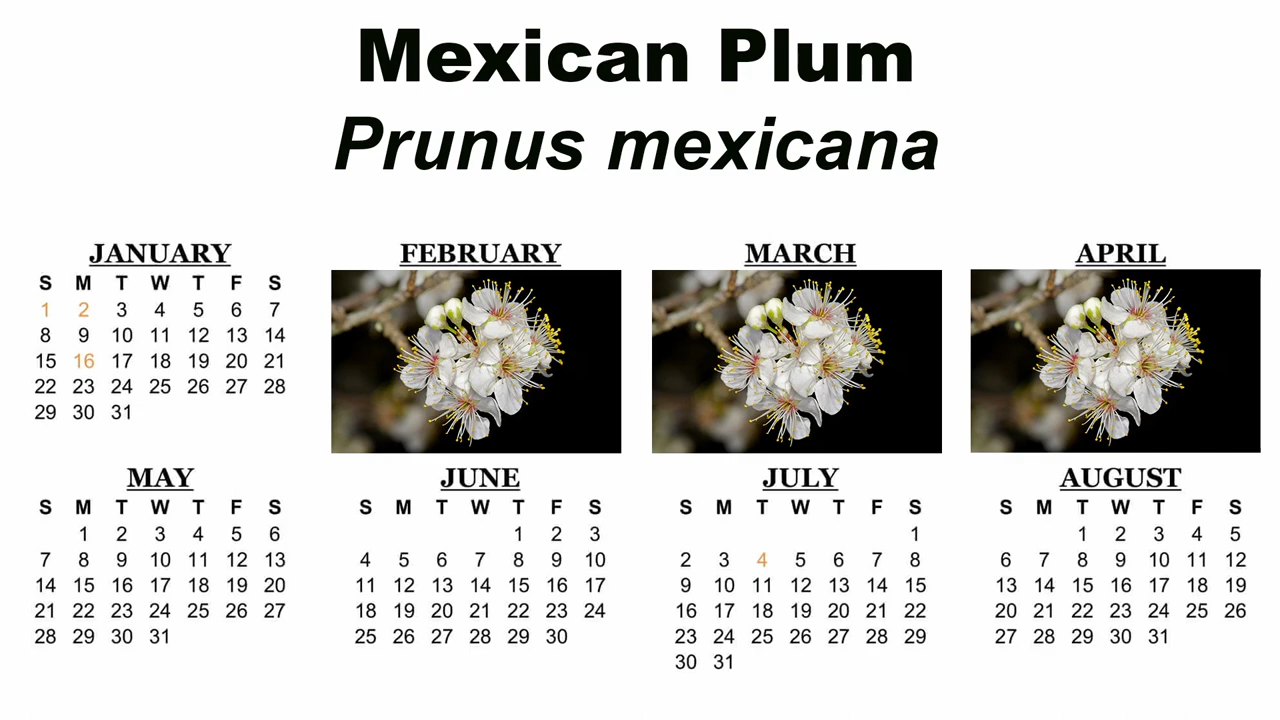 Mexican Plum
Prunus mexicana
JANUARY
S M T W T F S
1 2 3 4 5 6 7
8 9 10 11 12 13 14
15 16 17 18 19 20 21
22 23 24 25 26 27 28
29 30 31
FEBRUARY
MARCH
APRIL
MAY
S M T W T F S
1 2 3 4 5 6
7 8 9 10 11 12 13
14 15 16 17 18 19 20
21 22 23 24 25 26 27
28 29 30 31
JUNE
S M T W T F S
1 2 3
4 5 6 7 8 9 10
11 12 13 14 15 16 17
18 19 20 21 22 23 24
25 26 27 28 29 30
JULY
S M T W T F S
1
2 3 4 5 6 7 8
9 10 11 12 13 14 15
16 17 18 19 20 21 22
23 24 25 26 27 28 29
30 31
AUGUST
S M T W T F S
1 2 3 4 5
6 7 8 9 10 11 12
13 14 15 16 17 18 19
20 21 22 23 24 25 26
27 28 29 30 31